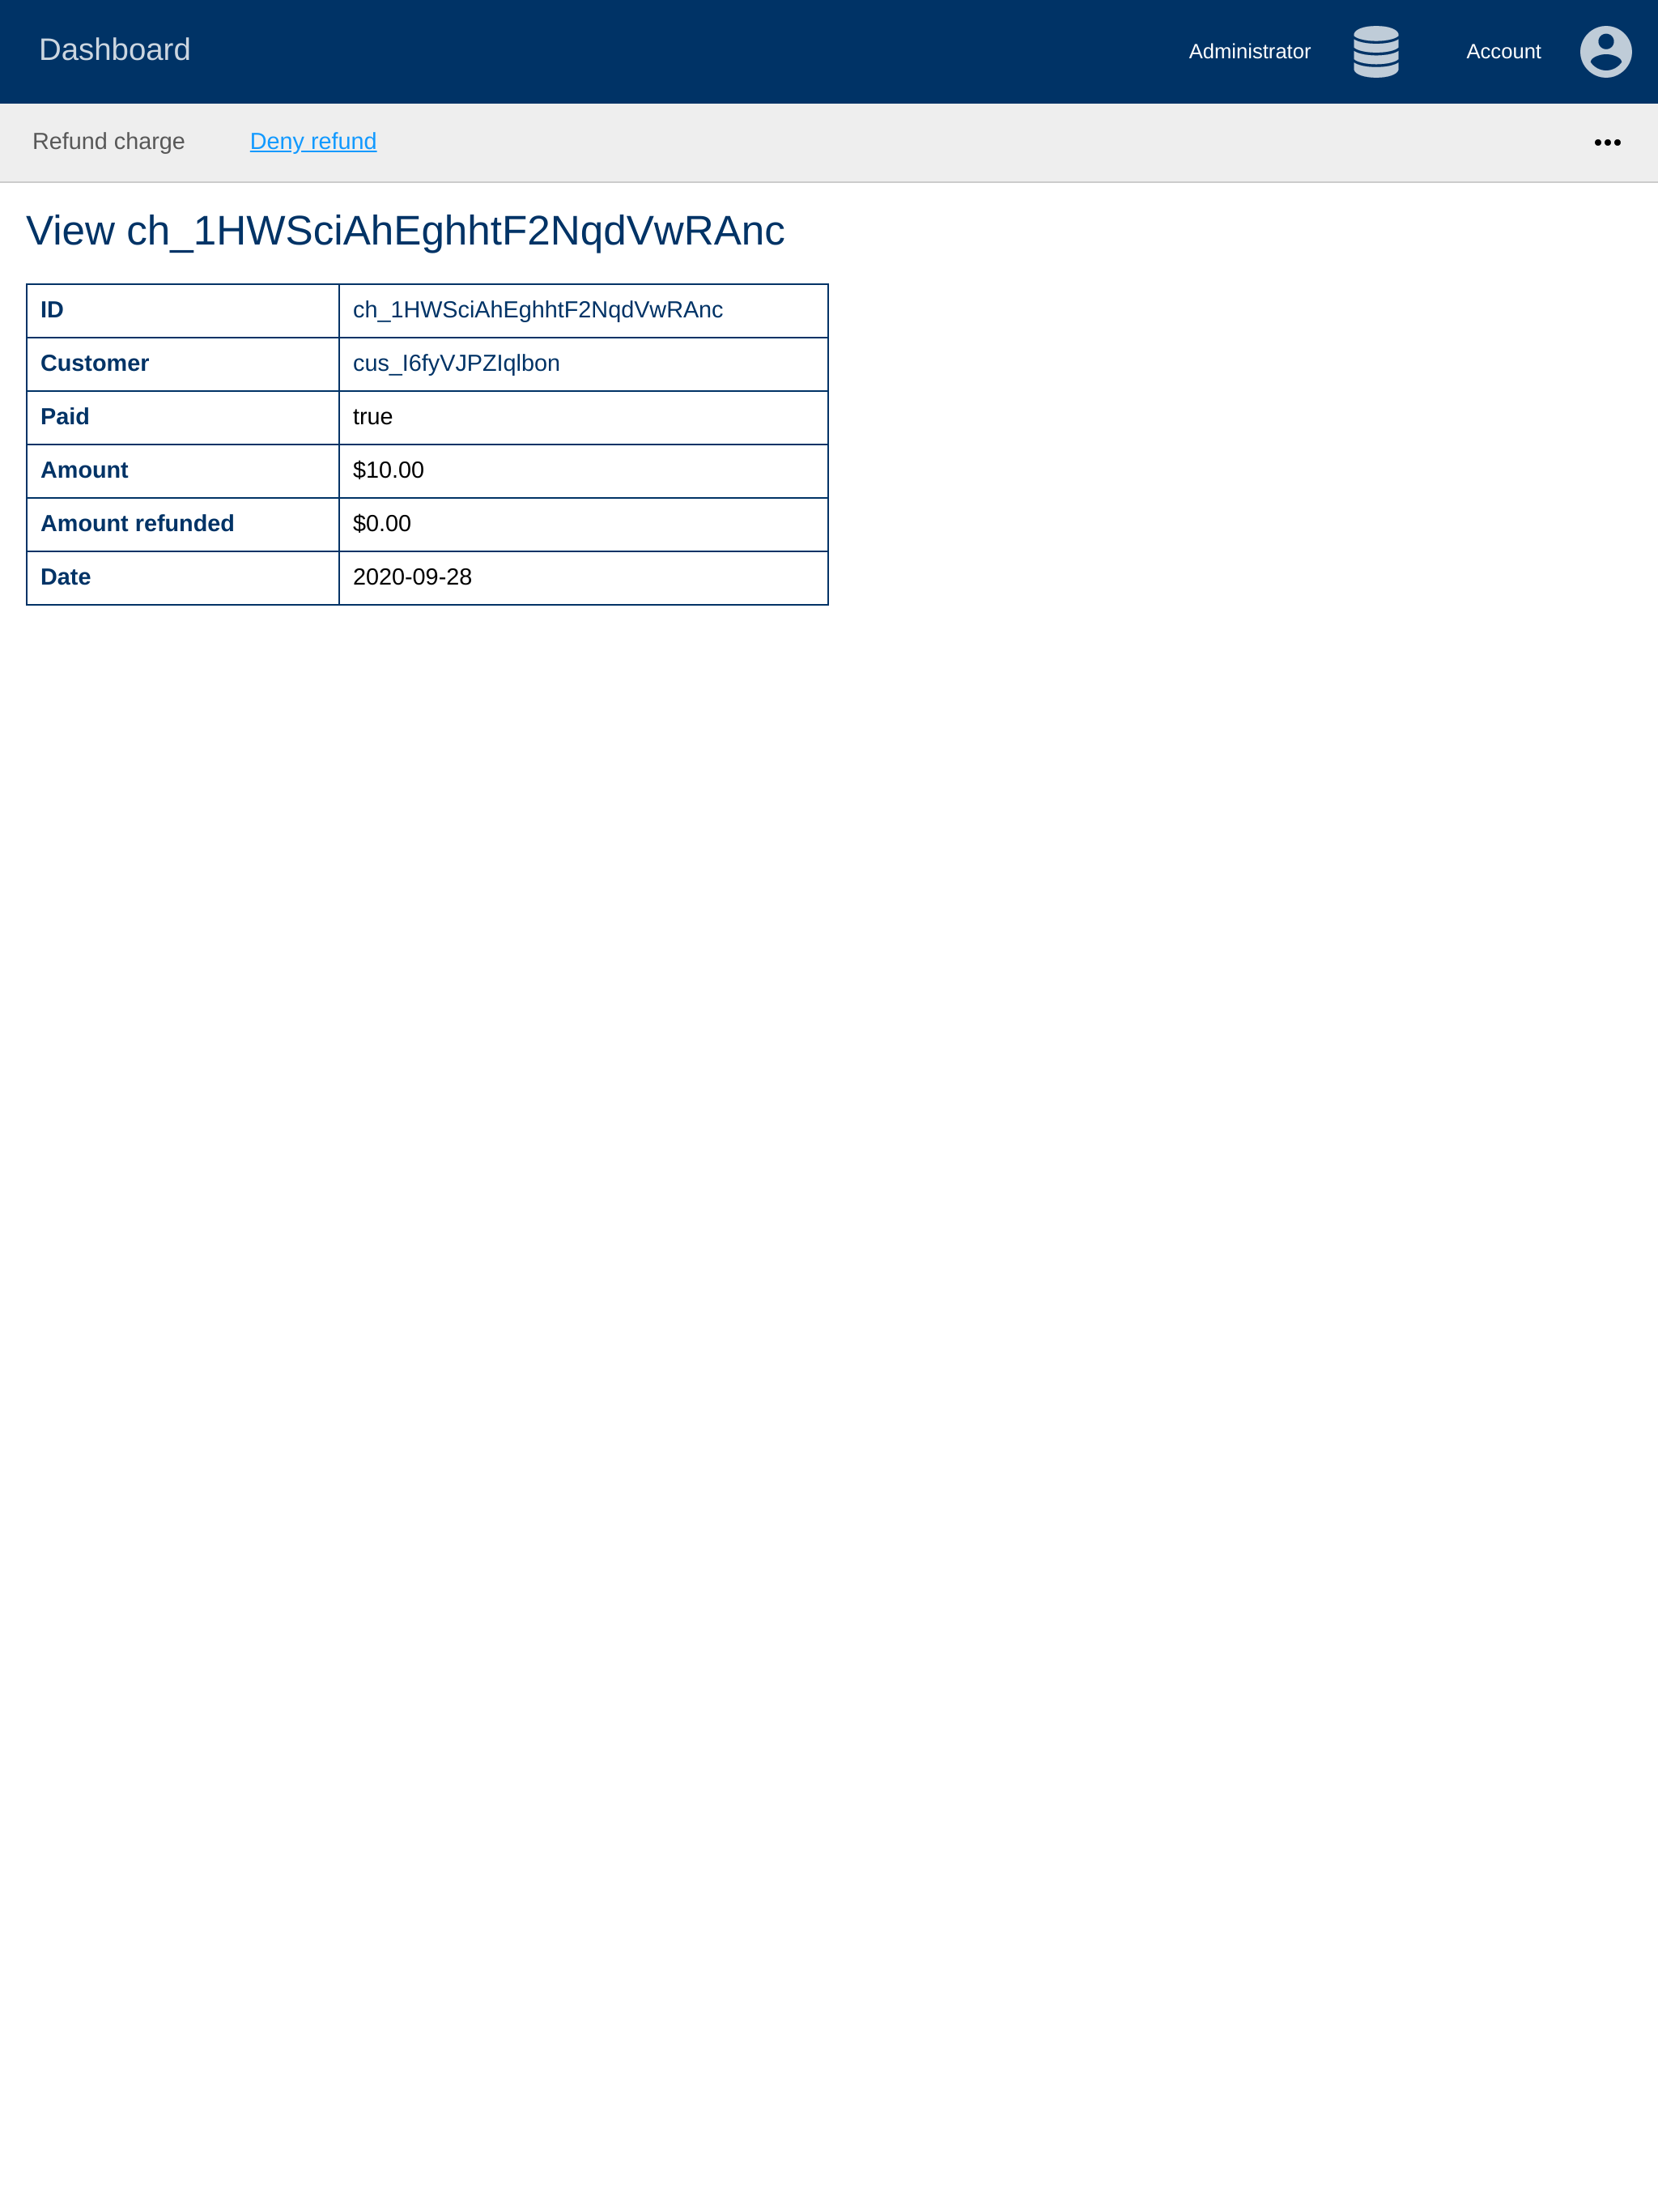 Dashboard Administrator Account
Refund charge Deny refund
View ch_1HWSciAhEghhtF2NqdVwRAnc
ID ch_1HWSciAhEghhtF2NqdVwRAnc
Customer cus_I6fyVJPZIqlbon
Paid true
Amount $10.00
Amount refunded $0.00
Date 2020-09-28